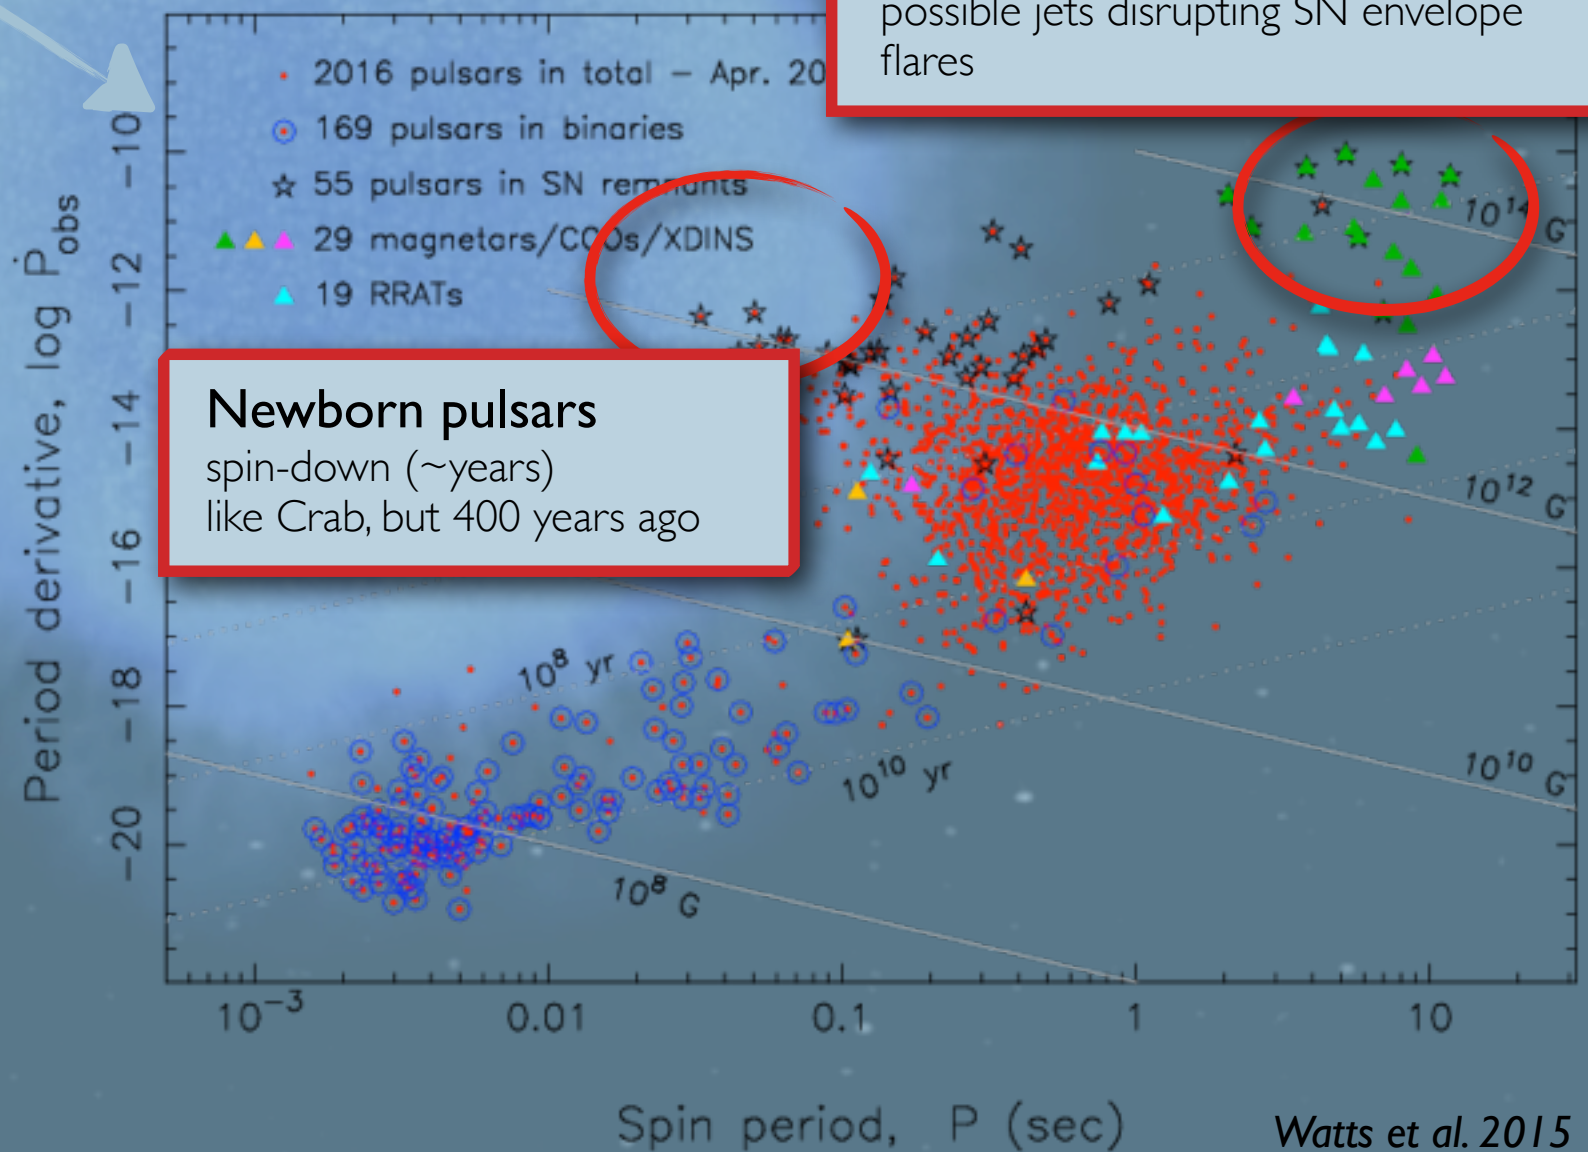 possible jets disrupting SN envelope
flares
2016 pulsars in total – Apr. 20
169 pulsars in binaries
55 pulsars in SN remnants
29 magnetars/CCOs/XDINS
19 RRATs
Newborn pulsars
spin-down (~years)
like Crab, but 400 years ago
Period derivative, log Ṗobs
−10
−12
−14
−16
−18
−20
10¹⁴ G
10¹² G
10¹⁰ G
10⁸ G
10⁸ yr
10¹⁰ yr
10⁻³
0.01
0.1
1
10
Spin period, P (sec)
Watts et al. 2015